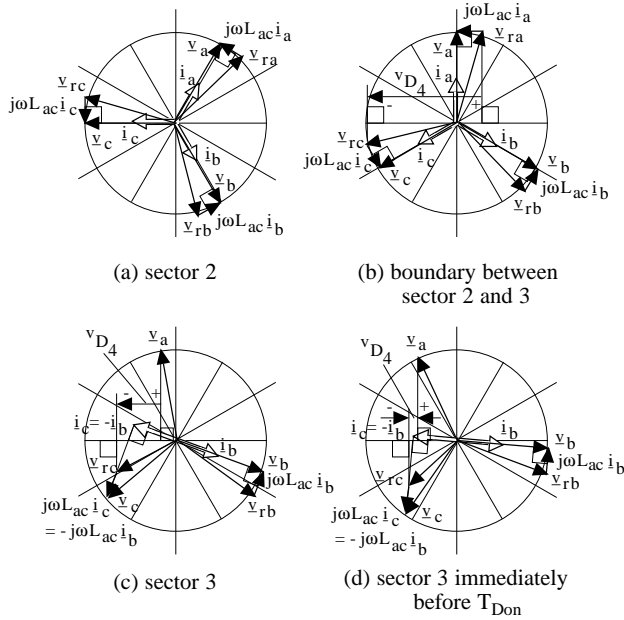 jωL_ac i_a
v_a
v_ra
i_a
v_rc
jωL_ac i_c
v_c
i_c
i_b
v_b
v_rb
jωL_ac i_b
(a) sector 2
jωL_ac i_a
v_a
v_ra
v_D4
i_a
- +
v_rc
jωL_ac i_c
v_c
i_c
i_b
v_b
jωL_ac i_b
v_rb
(b) boundary between
sector 2 and 3
v_D4
v_a
- +
i_c = -i_b
v_rc
i_b
v_b
jωL_ac i_b
v_rb
jωL_ac i_c
v_c
= - jωL_ac i_b
(c) sector 3
v_a
v_D4
- +
i_c = -i_b
v_rc
i_b
v_b
jωL_ac i_b
v_rb
jωL_ac i_c
v_c
= - jωL_ac i_b
(d) sector 3 immediately
before T_Don